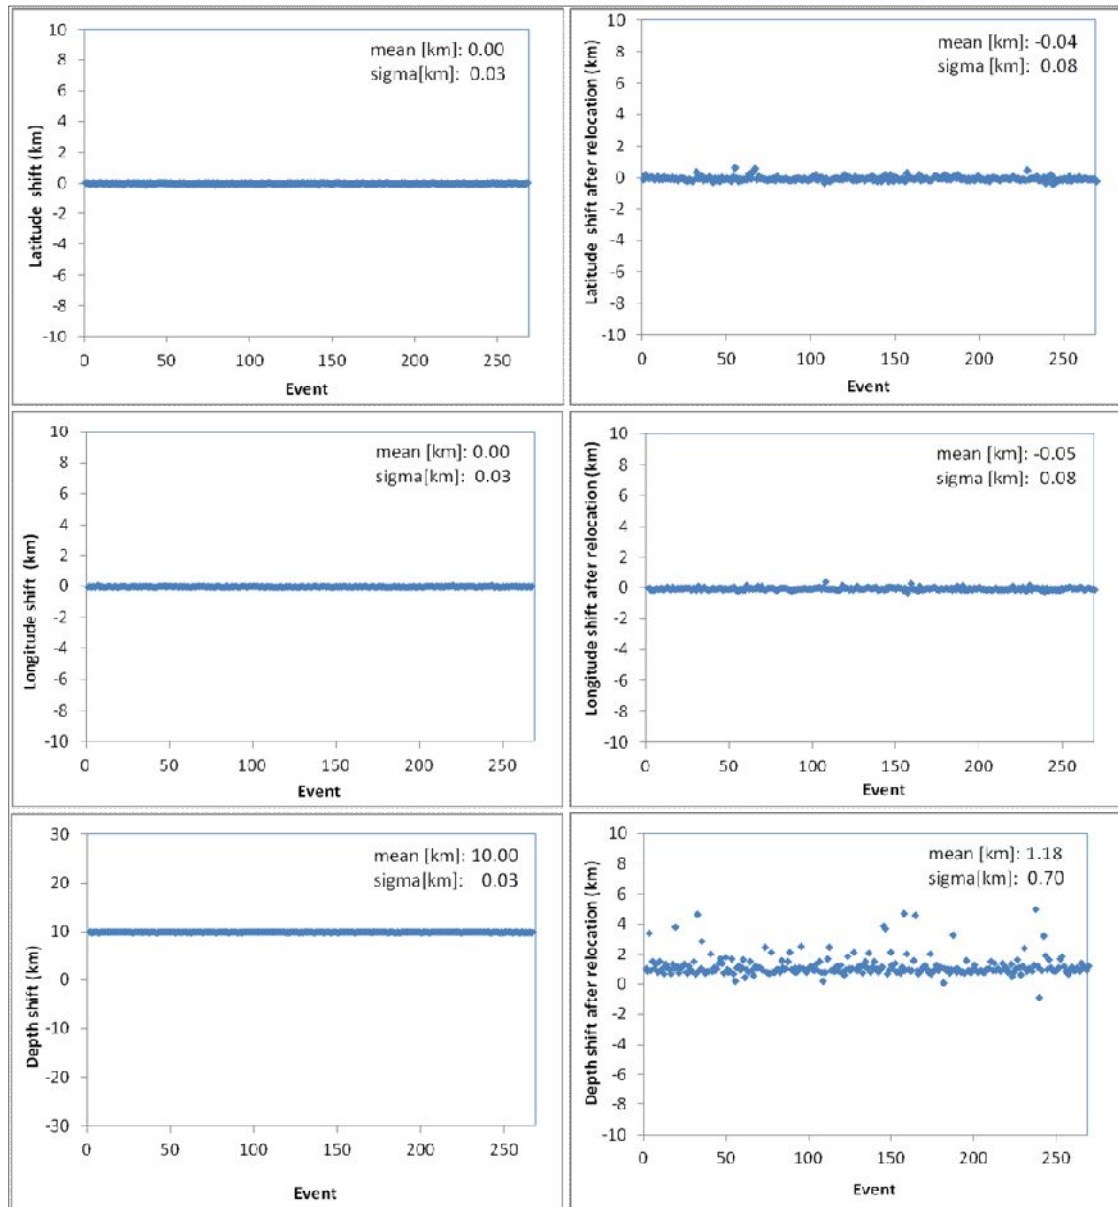 mean [km]: 0.00
sigma[km]: 0.03
10
8
6
4
2
0
-2
-4
-6
-8
-10
Latitude shift (km)
0 50 100 150 200 250
Event
mean [km]: -0.04
sigma [km]: 0.08
10
8
6
4
2
0
-2
-4
-6
-8
-10
Latitude shift after relocation (km)
0 50 100 150 200 250
Event
mean [km]: 0.00
sigma[km]: 0.03
10
8
6
4
2
0
-2
-4
-6
-8
-10
Longitude shift (km)
0 50 100 150 200 250
Event
mean [km]: -0.05
sigma [km]: 0.08
10
8
6
4
2
0
-2
-4
-6
-8
-10
Longitude shift after relocation (km)
0 50 100 150 200 250
Event
mean [km]: 10.00
sigma[km]: 0.03
30
20
10
0
-10
-20
-30
Depth shift (km)
0 50 100 150 200 250
Event
mean [km]: 1.18
sigma[km]: 0.70
10
8
6
4
2
0
-2
-4
-6
-8
-10
Depth shift after relocation (km)
0 50 100 150 200 250
Event